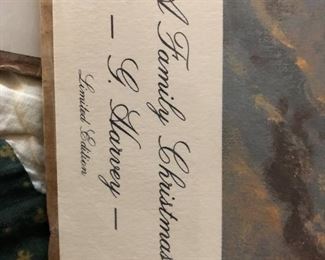 A Family Christmas
— G. Harvey —
Limited Edition